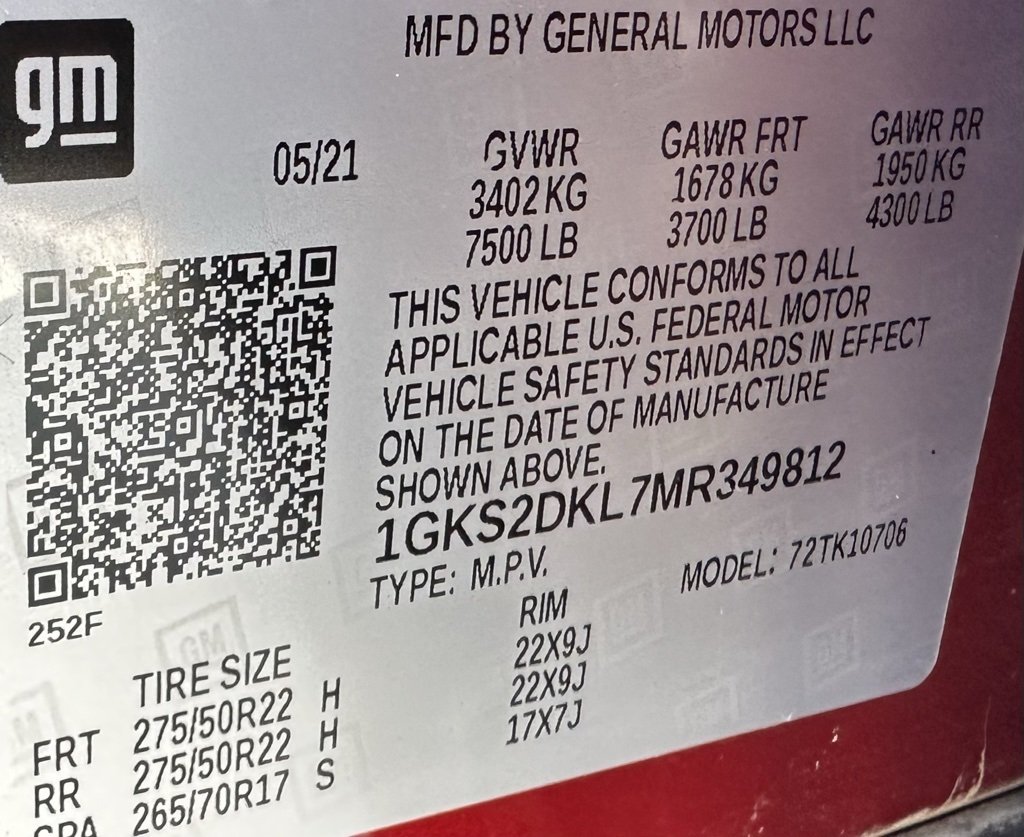 gm
MFD BY GENERAL MOTORS LLC
05/21 GVWR GAWR FRT GAWR RR
3402 KG 1678 KG 1950 KG
7500 LB 3700 LB 4300 LB
THIS VEHICLE CONFORMS TO ALL
APPLICABLE U.S. FEDERAL MOTOR
VEHICLE SAFETY STANDARDS IN EFFECT
ON THE DATE OF MANUFACTURE
SHOWN ABOVE.
1GKS2DKL7MR349812
TYPE: M.P.V. MODEL: 72TK10706
252F
TIRE SIZE RIM
FRT 275/50R22 H 22X9J
RR 275/50R22 H 22X9J
SPA 265/70R17 S 17X7J
GM